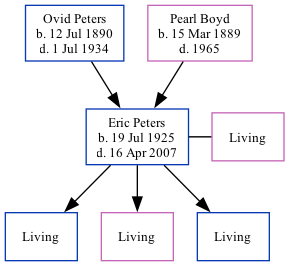 Ovid Peters
b. 12 Jul 1890
d. 1 Jul 1934
Pearl Boyd
b. 15 Mar 1889
d. 1965
Eric Peters
b. 19 Jul 1925
d. 16 Apr 2007
Living
Living
Living
Living